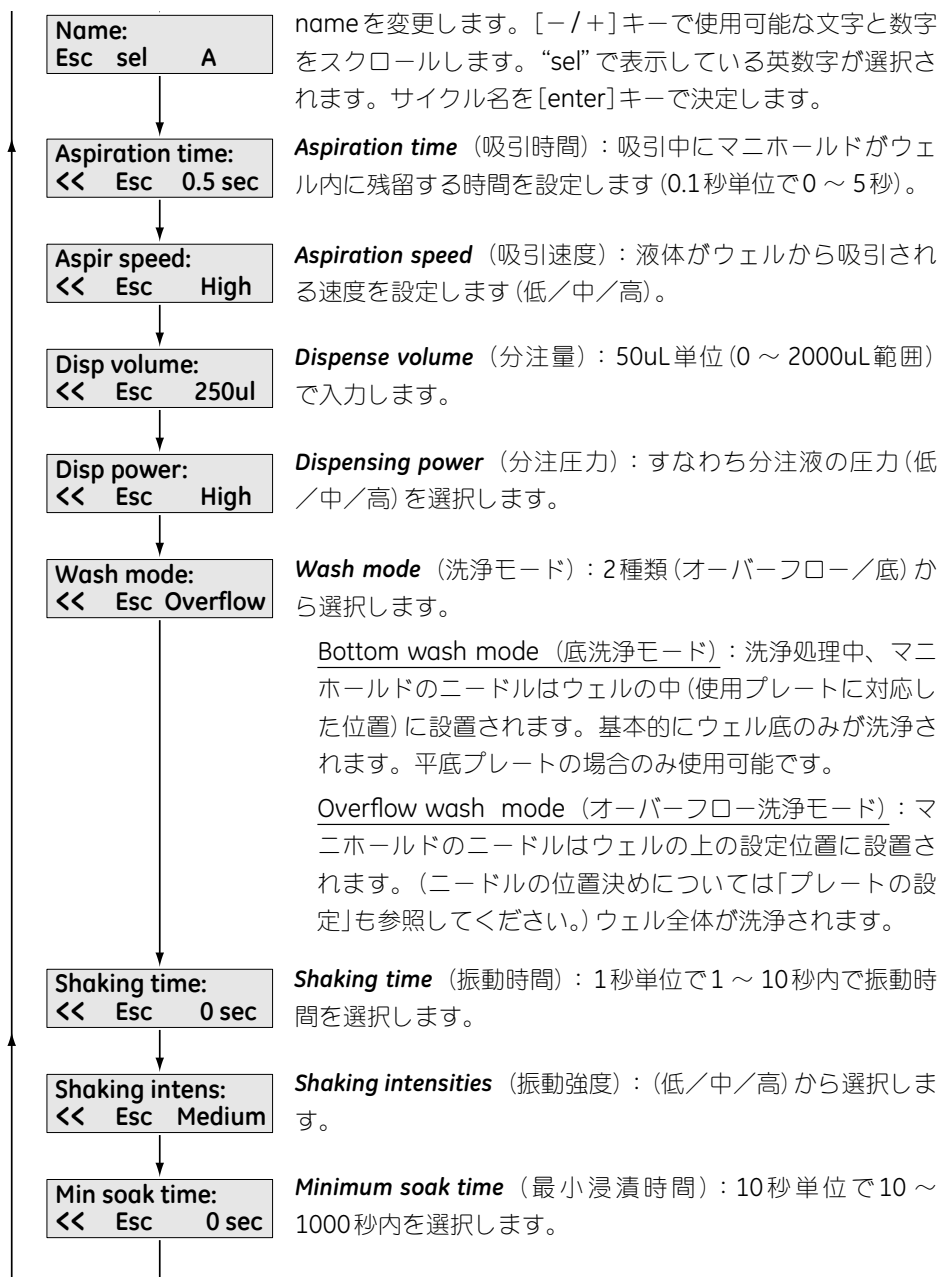 Name:
Esc sel A
nameを変更します。[－/＋]キーで使用可能な文字と数字
をスクロールします。“sel”で表示している英数字が選択さ
れます。サイクル名を[enter]キーで決定します。
Aspiration time:
<< Esc 0.5 sec
Aspiration time（吸引時間）：吸引中にマニホールドがウェ
ル内に残留する時間を設定します(0.1秒単位で0～5秒)。
Aspir speed:
<< Esc High
Aspiration speed（吸引速度）：液体がウェルから吸引され
る速度を設定します(低／中／高)。
Disp volume:
<< Esc 250ul
Dispense volume（分注量）：50uL単位(0～2000uL範囲)
で入力します。
Disp power:
<< Esc High
Dispensing power（分注圧力）：すなわち分注液の圧力(低
／中／高)を選択します。
Wash mode:
<< Esc Overflow
Wash mode（洗浄モード）：2種類(オーバーフロー／底)か
ら選択します。
Bottom wash mode（底洗浄モード）：洗浄処理中、マニ
ホールドのニードルはウェルの中(使用プレートに対応し
た位置)に設置されます。基本的にウェル底のみが洗浄さ
れます。平底プレートの場合のみ使用可能です。
Overflow wash mode（オーバーフロー洗浄モード）：マ
ニホールドのニードルはウェルの上の設定位置に設置さ
れます。(ニードルの位置決めについては「プレートの設
定」も参照してください。)ウェル全体が洗浄されます。
Shaking time:
<< Esc 0 sec
Shaking time（振動時間）：1秒単位で1～10秒内で振動時
間を選択します。
Shaking intens:
<< Esc Medium
Shaking intensities（振動強度）：(低／中／高)から選択しま
す。
Min soak time:
<< Esc 0 sec
Minimum soak time（最小浸漬時間）：10秒単位で10～
1000秒内を選択します。